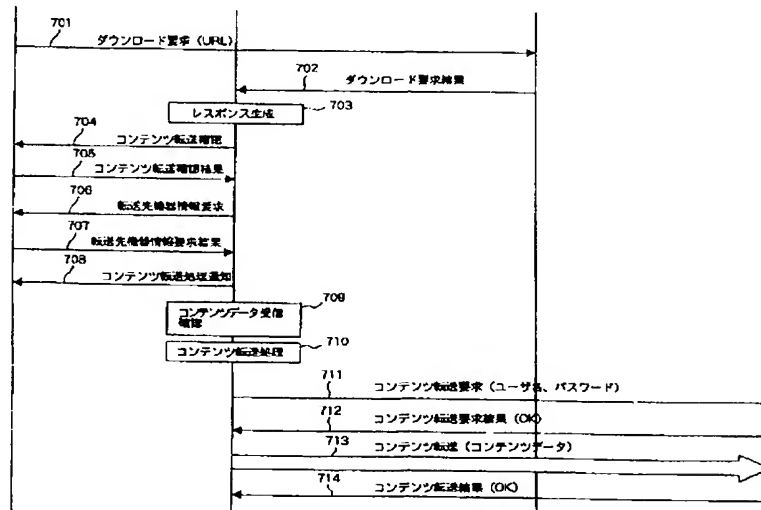 701
ダウンロード要求（URL）
702
ダウンロード要求結果
レスポンス生成
703
704
コンテンツ転送確認
705
コンテンツ転送確認結果
706
転送先機器情報要求
707
転送先機器情報要求結果
708
コンテンツ転送処理通知
709
コンテンツデータ受信
確認
710
コンテンツ転送処理
711
コンテンツ転送要求（ユーザ名、パスワード）
712
コンテンツ転送要求結果（OK）
713
コンテンツ転送（コンテンツデータ）
714
コンテンツ転送結果（OK）